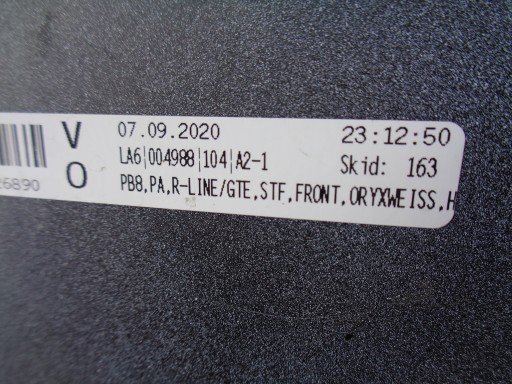 V 07.09.2020 23:12:50
LA6|004988|104|A2-1 Skid: 163
O PB8,PA,R-LINE/GTE,STF,FRONT,ORYXWEISS,H
6890